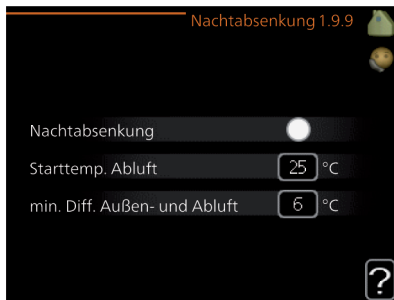 Nachtabsenkung 1.9.9
Nachtabsenkung
Starttemp. Abluft 25 °C
min. Diff. Außen- und Abluft 6 °C
?